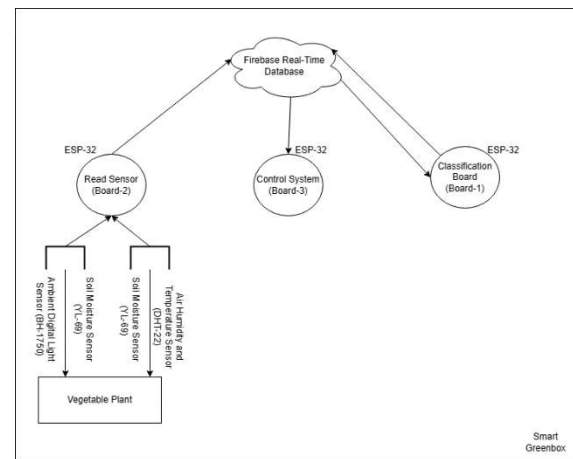 Firebase Real-Time
Database
ESP-32
Read Sensor
(Board-2)
ESP-32
Control System
(Board-3)
ESP-32
Classification
Board
(Board-1)
Ambient Digital Light
Sensor (BH-1750)
Soil Moisture Sensor
(YL-69)
Soil Moisture Sensor
(YL-69)
Air Humidity and
Temperature Sensor
(DHT-22)
Vegetable Plant
Smart
Greenbox